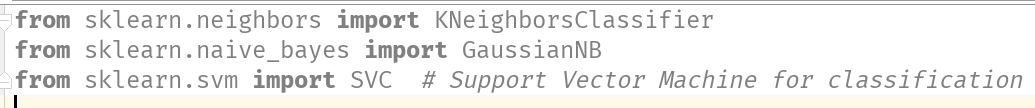 from sklearn.neighbors import KNeighborsClassifier
from sklearn.naive_bayes import GaussianNB
from sklearn.svm import SVC  # Support Vector Machine for classification